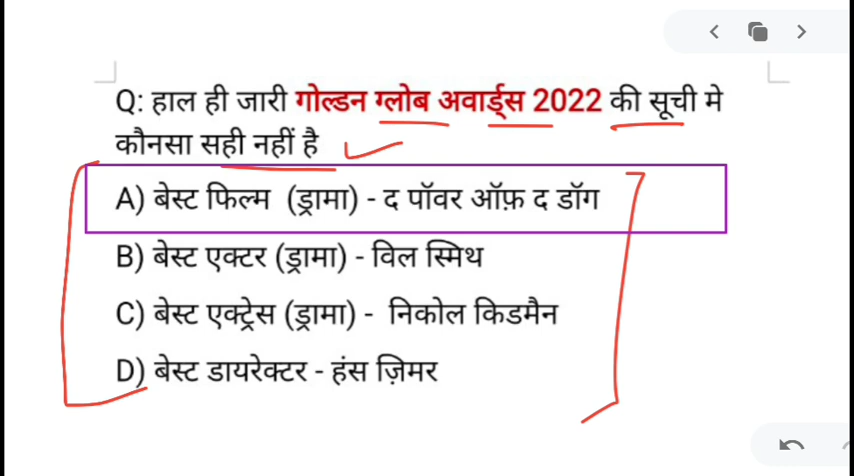 Q: हाल ही जारी गोल्डन ग्लोब अवार्ड्स 2022 की सूची मे
कौनसा सही नहीं है
A) बेस्ट फिल्म (ड्रामा) - द पॉवर ऑफ़ द डॉग
B) बेस्ट एक्टर (ड्रामा) - विल स्मिथ
C) बेस्ट एक्ट्रेस (ड्रामा) - निकोल किडमैन
D) बेस्ट डायरेक्टर - हंस ज़िमर